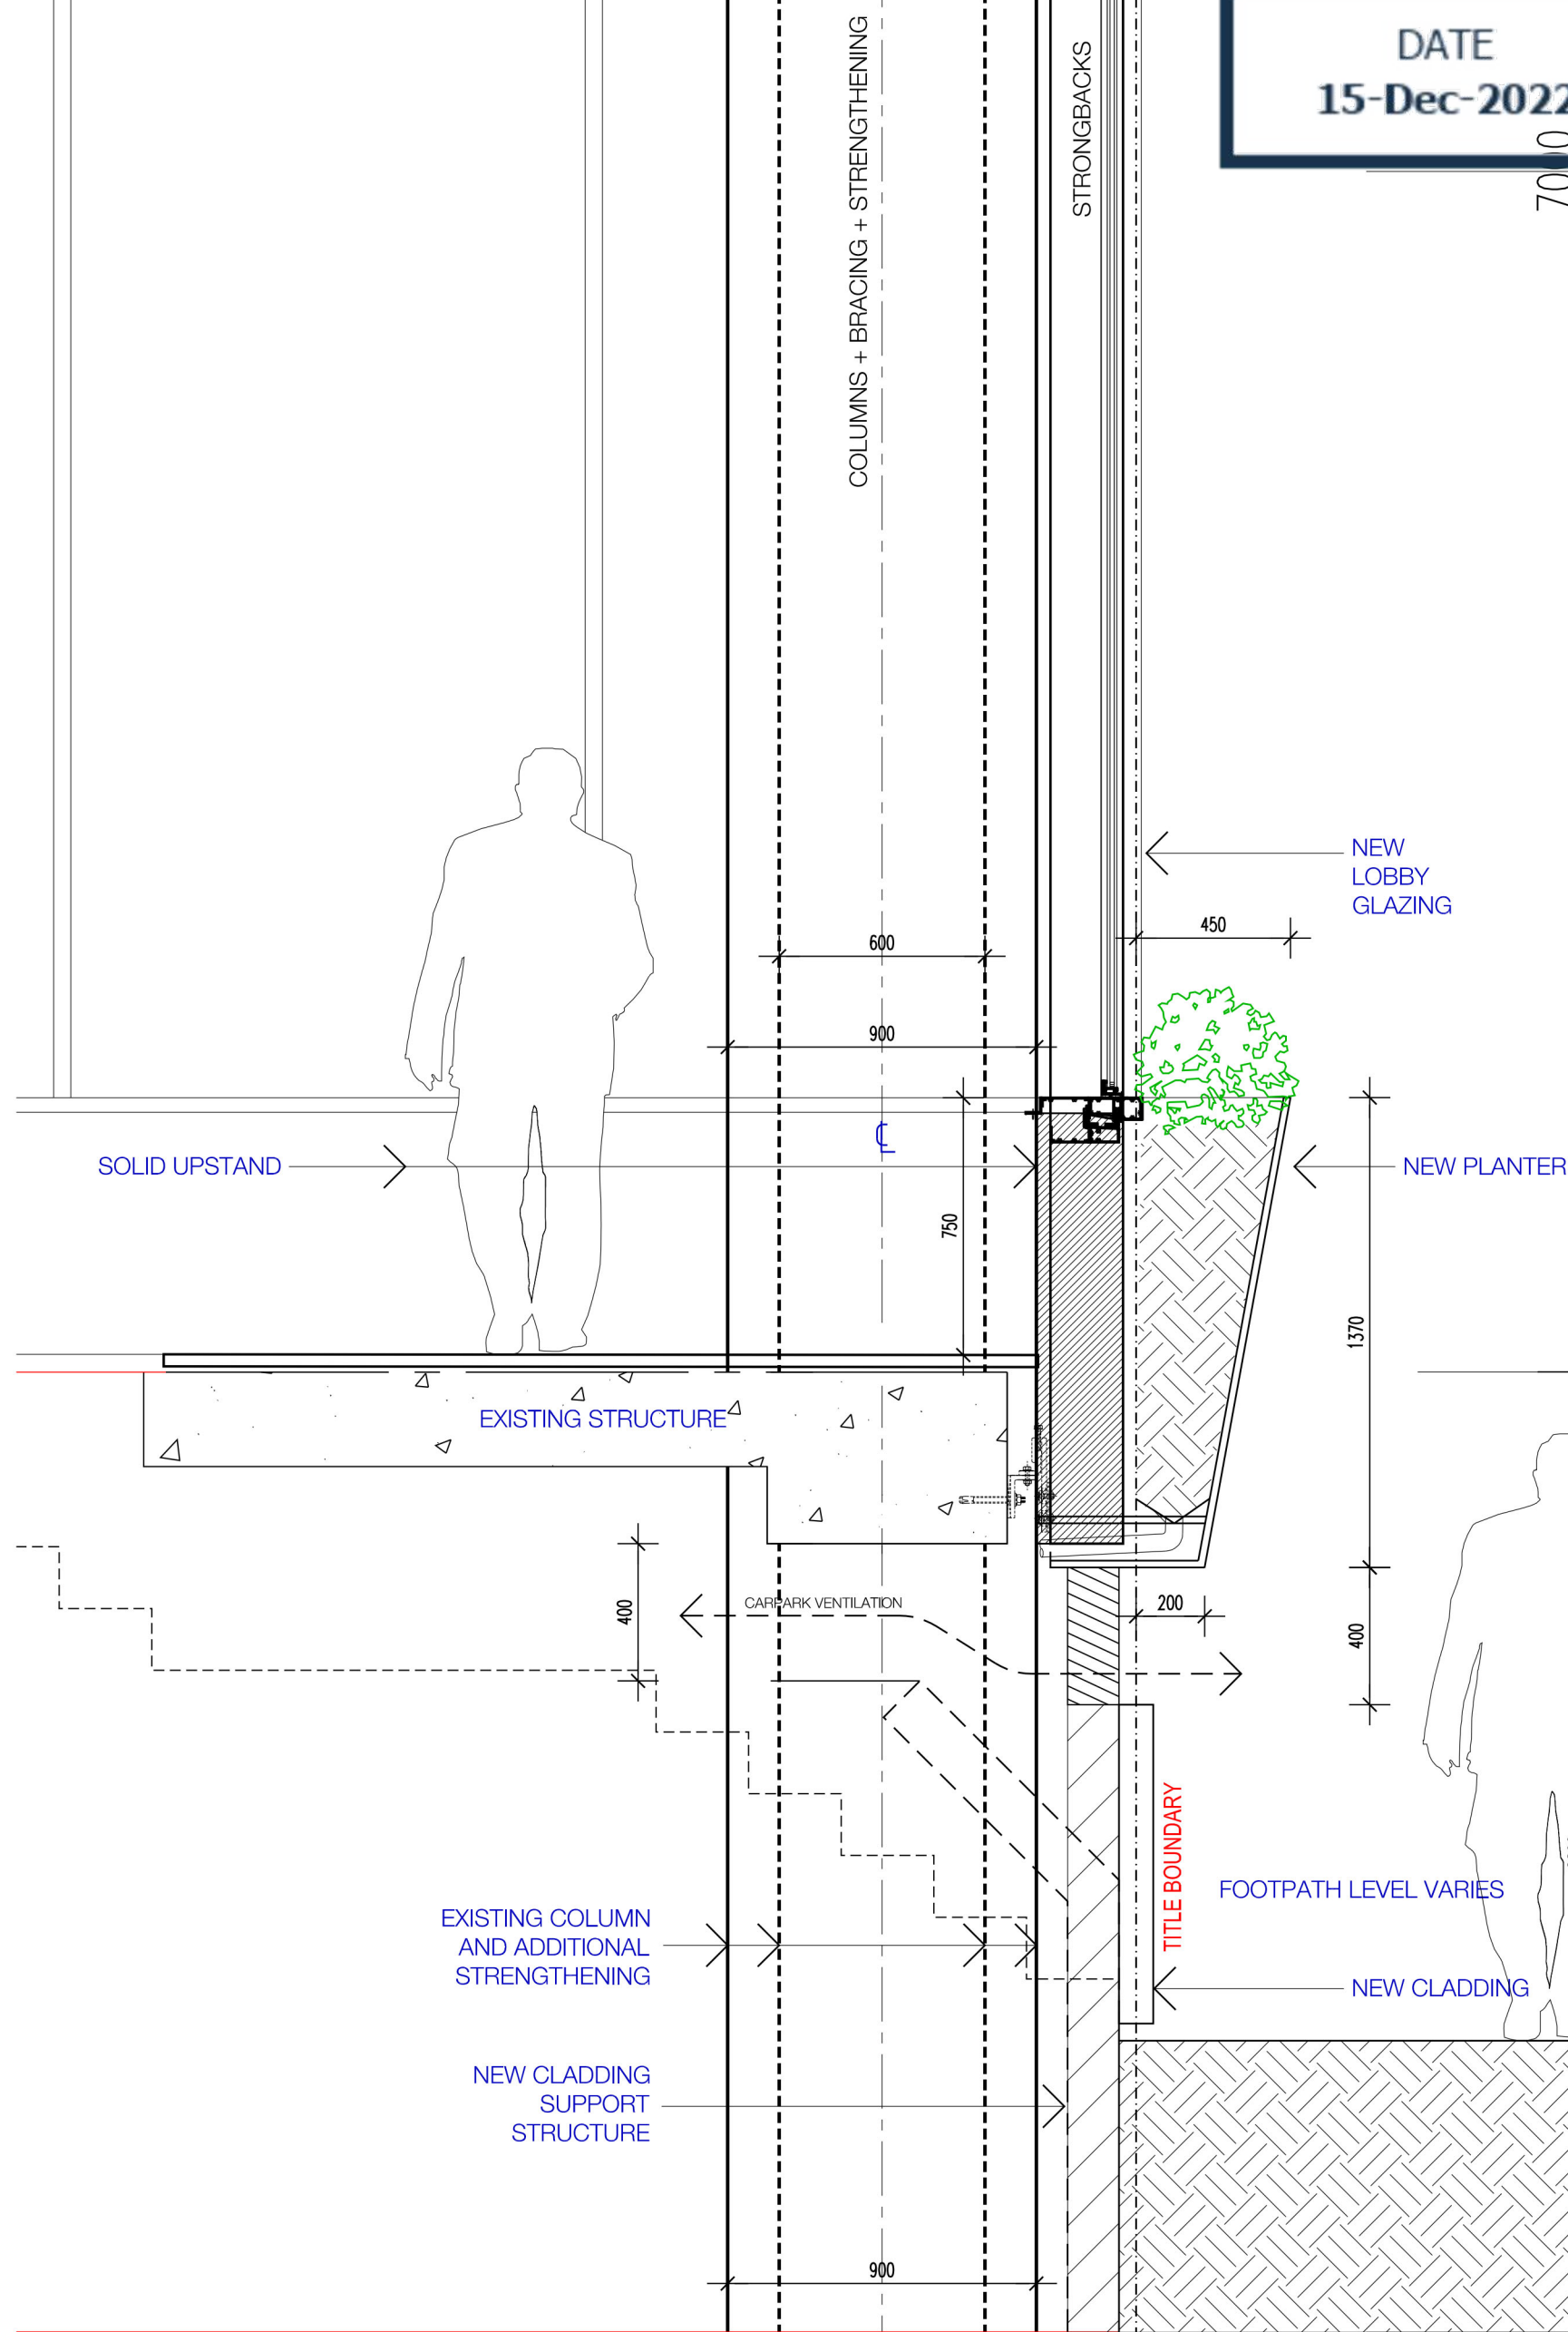 DATE
15-Dec-2022
7000
COLUMNS + BRACING + STRENGTHENING
STRONGBACKS
NEW
LOBBY
GLAZING
450
600
900
℄
SOLID UPSTAND
NEW PLANTER
750
1370
EXISTING STRUCTURE
400
CARPARK VENTILATION
200
400
TITLE BOUNDARY
FOOTPATH LEVEL VARIES
EXISTING COLUMN
AND ADDITIONAL
STRENGTHENING
NEW CLADDING
NEW CLADDING
SUPPORT
STRUCTURE
900